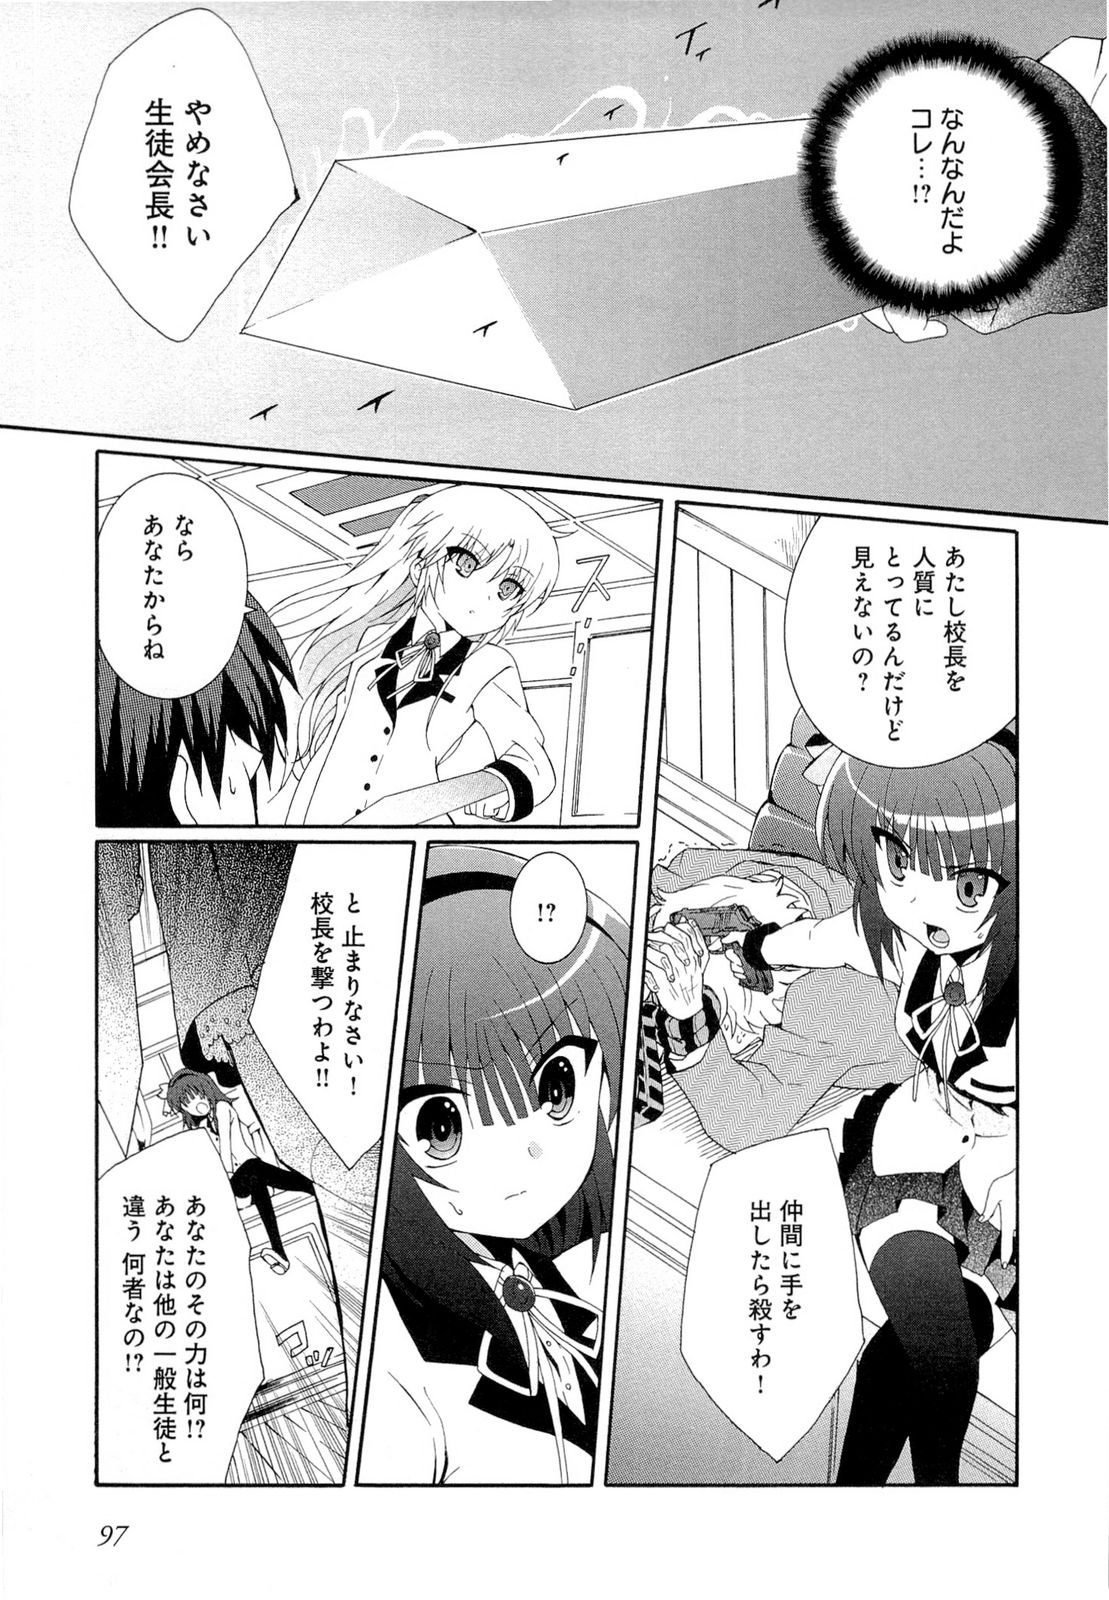 なんなんだよ
コレ…!?
やめなさい
生徒会長!!
あたし校長を
人質に
とってるんだけど
見えないの？
仲間に手を
出したら殺すわ！
なら
あなたからね
ス
!?
と 止まりなさい！
校長を撃つわよ!!
あなたのその力は何!?
あなたは他の一般生徒と
違う 何者なの!?
97